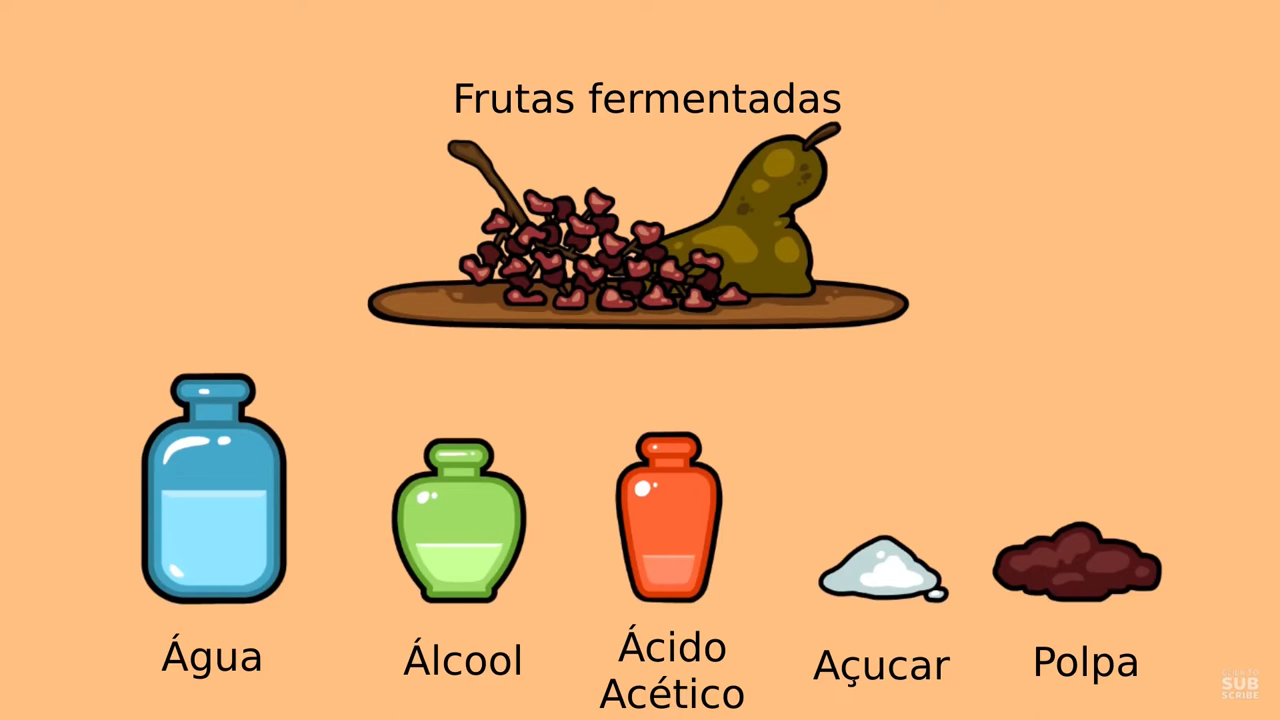 Frutas fermentadas
Água
Álcool
Ácido
Acético
Açucar
Polpa
SUB
SCRIBE